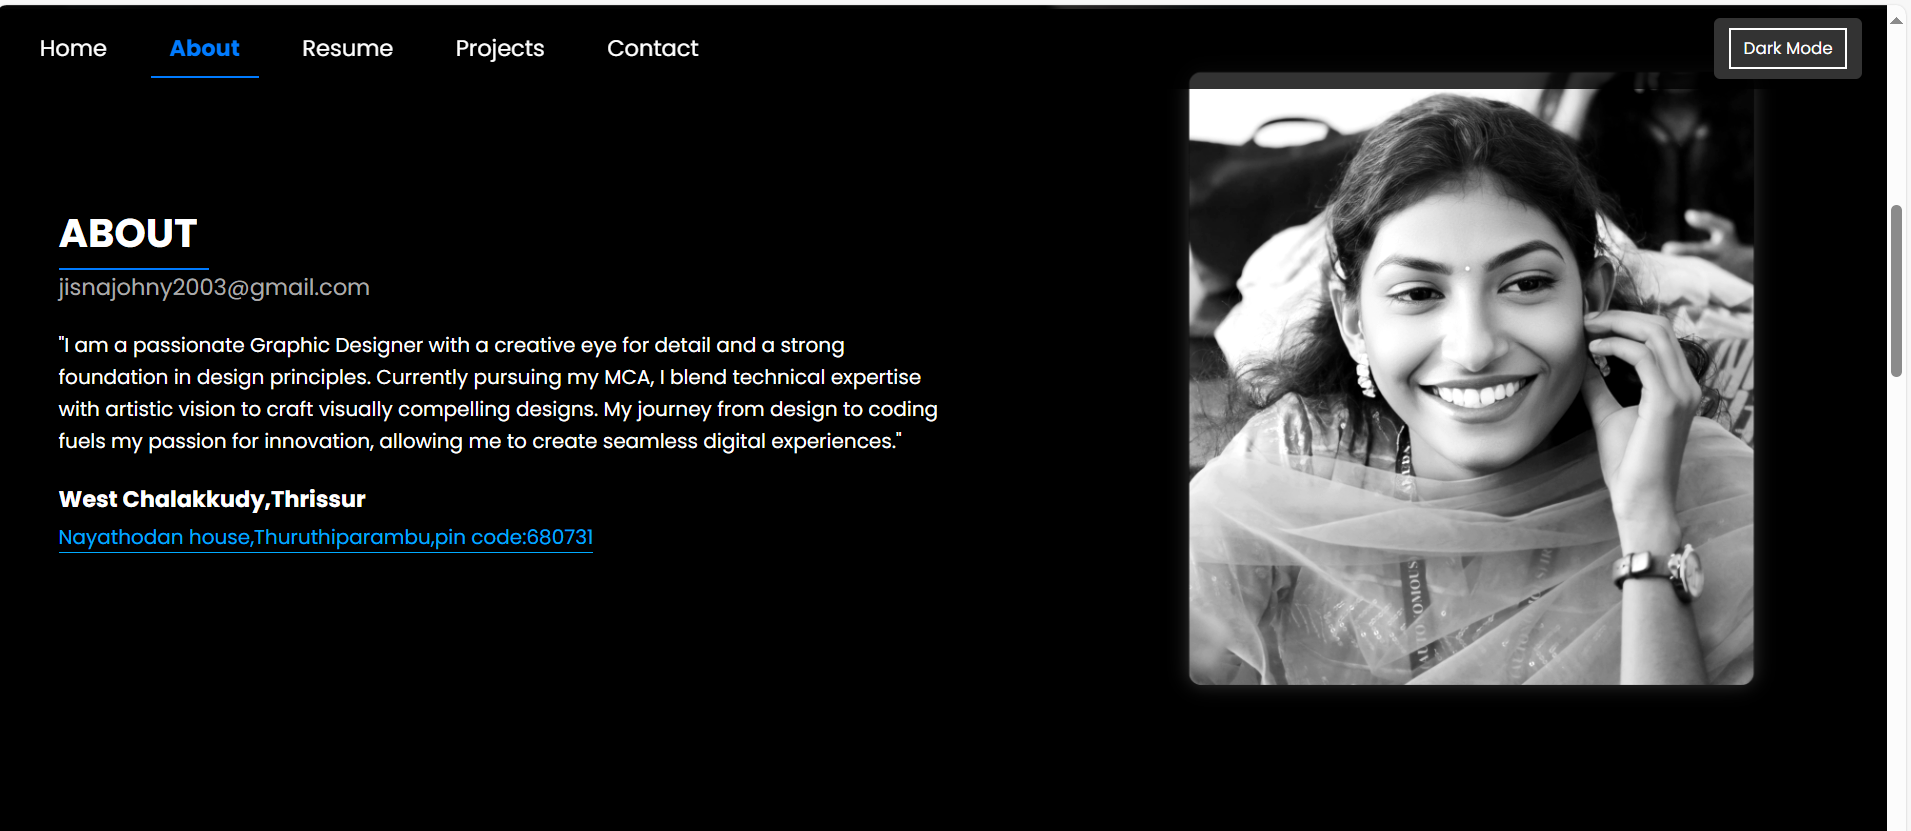 Home About Resume Projects Contact Dark Mode
ABOUT
jisnajohny2003@gmail.com
"I am a passionate Graphic Designer with a creative eye for detail and a strong
foundation in design principles. Currently pursuing my MCA, I blend technical expertise
with artistic vision to craft visually compelling designs. My journey from design to coding
fuels my passion for innovation, allowing me to create seamless digital experiences."
West Chalakkudy,Thrissur
Nayathodan house,Thuruthiparambu,pin code:680731